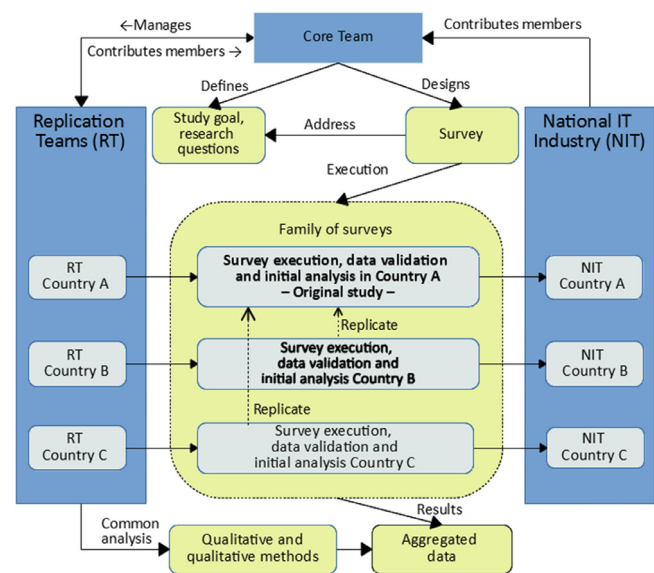 ←Manages
Contributes members →
Core Team
Contributes members
Defines
Designs
Replication
Teams (RT)
Study goal,
research
questions
Address
Survey
National IT
Industry (NIT)
Execution
Family of surveys
RT
Country A
Survey execution, data validation
and initial analysis in Country A
– Original study –
NIT
Country A
Replicate
RT
Country B
Survey execution,
data validation and
initial analysis Country B
NIT
Country B
Replicate
RT
Country C
Survey execution,
data validation and
initial analysis Country C
NIT
Country C
Common
analysis
Results
Qualitative and
qualitative methods
Aggregated
data